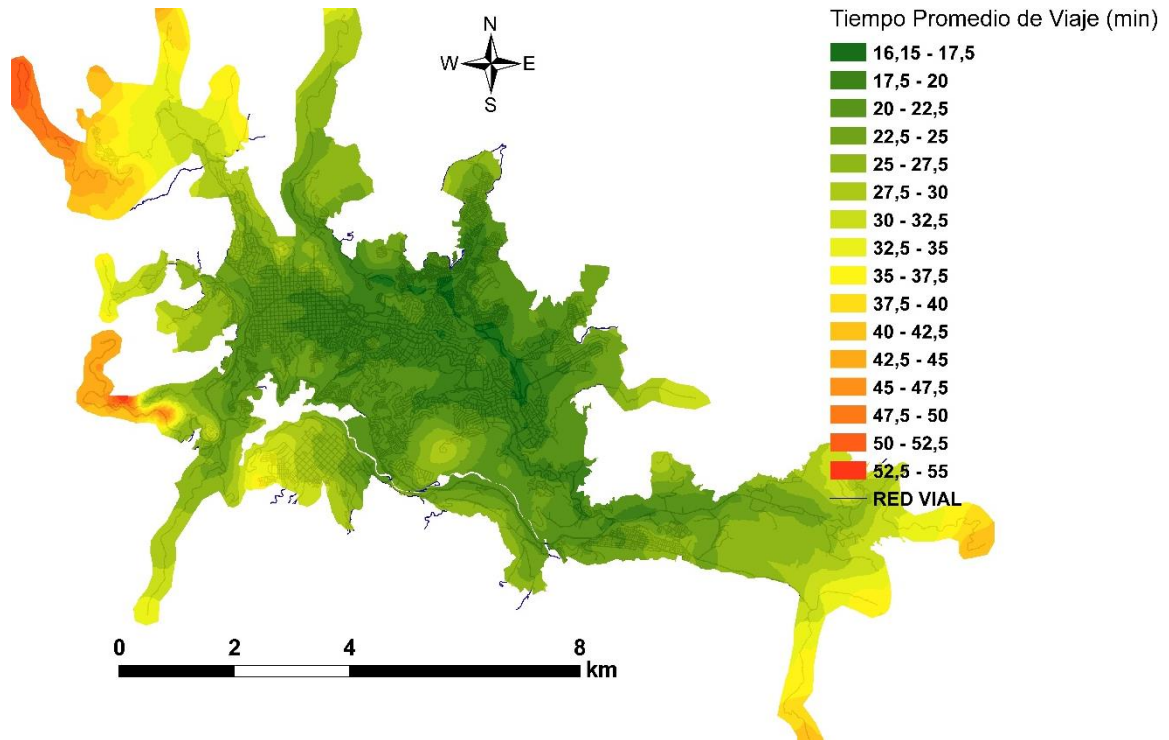 Tiempo Promedio de Viaje (min)
16,15 - 17,5
17,5 - 20
20 - 22,5
22,5 - 25
25 - 27,5
27,5 - 30
30 - 32,5
32,5 - 35
35 - 37,5
37,5 - 40
40 - 42,5
42,5 - 45
45 - 47,5
47,5 - 50
50 - 52,5
52,5 - 55
RED VIAL
N
W E
S
0 2 4 8
km